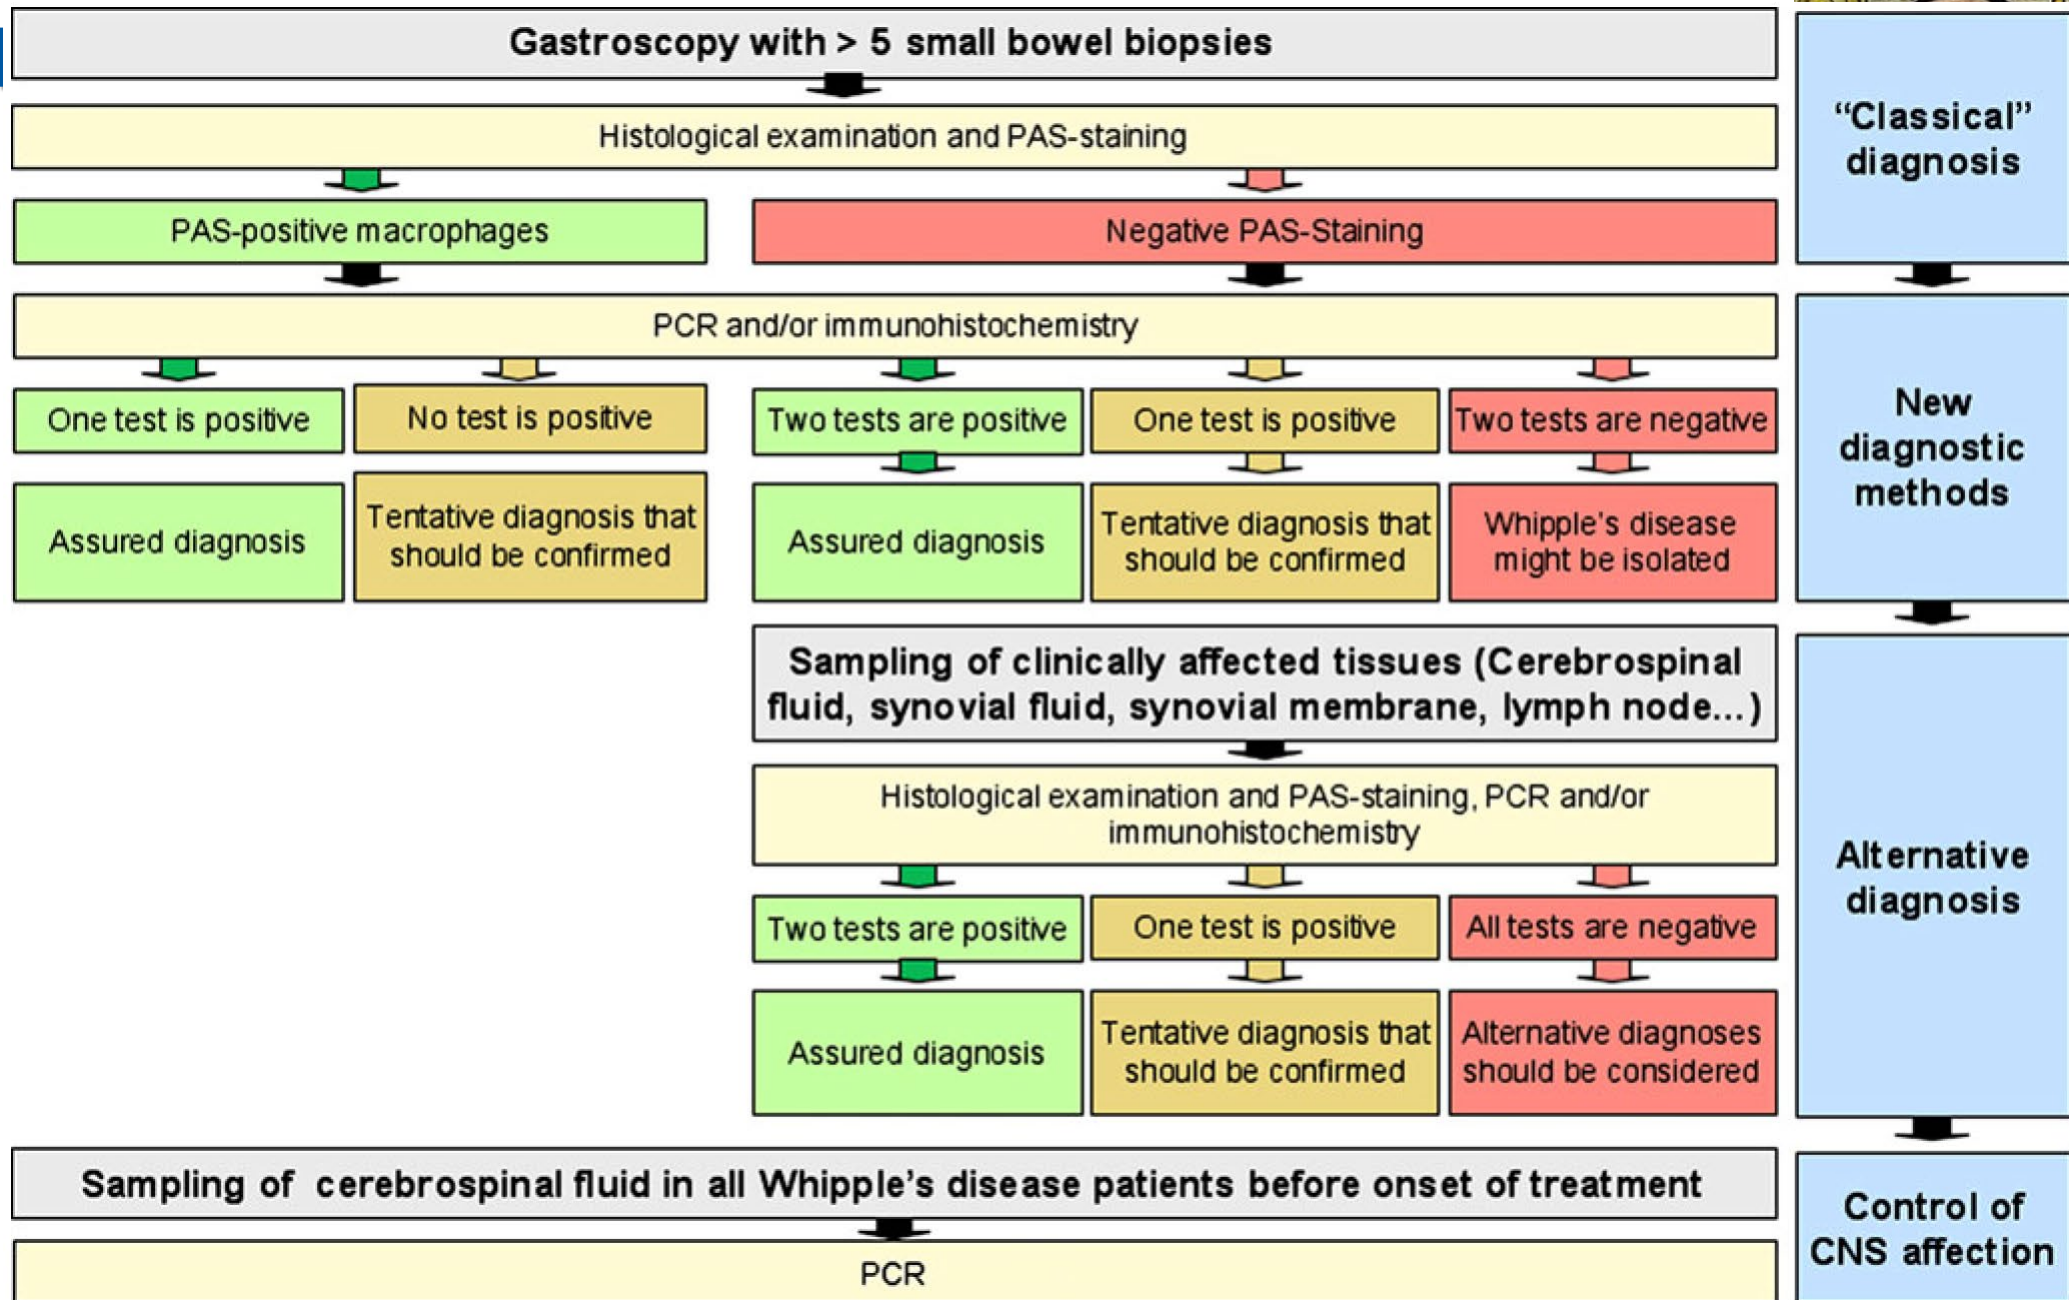 Gastroscopy with > 5 small bowel biopsies
“Classical”
diagnosis
Histological examination and PAS-staining
PAS-positive macrophages
Negative PAS-Staining
PCR and/or immunohistochemistry
New
diagnostic
methods
One test is positive
No test is positive
Two tests are positive
One test is positive
Two tests are negative
Assured diagnosis
Tentative diagnosis that
should be confirmed
Assured diagnosis
Tentative diagnosis that
should be confirmed
Whipple’s disease
might be isolated
Sampling of clinically affected tissues (Cerebrospinal
fluid, synovial fluid, synovial membrane, lymph node...)
Alternative
diagnosis
Histological examination and PAS-staining, PCR and/or
immunohistochemistry
Two tests are positive
One test is positive
All tests are negative
Assured diagnosis
Tentative diagnosis that
should be confirmed
Alternative diagnoses
should be considered
Sampling of cerebrospinal fluid in all Whipple’s disease patients before onset of treatment
Control of
CNS affection
PCR